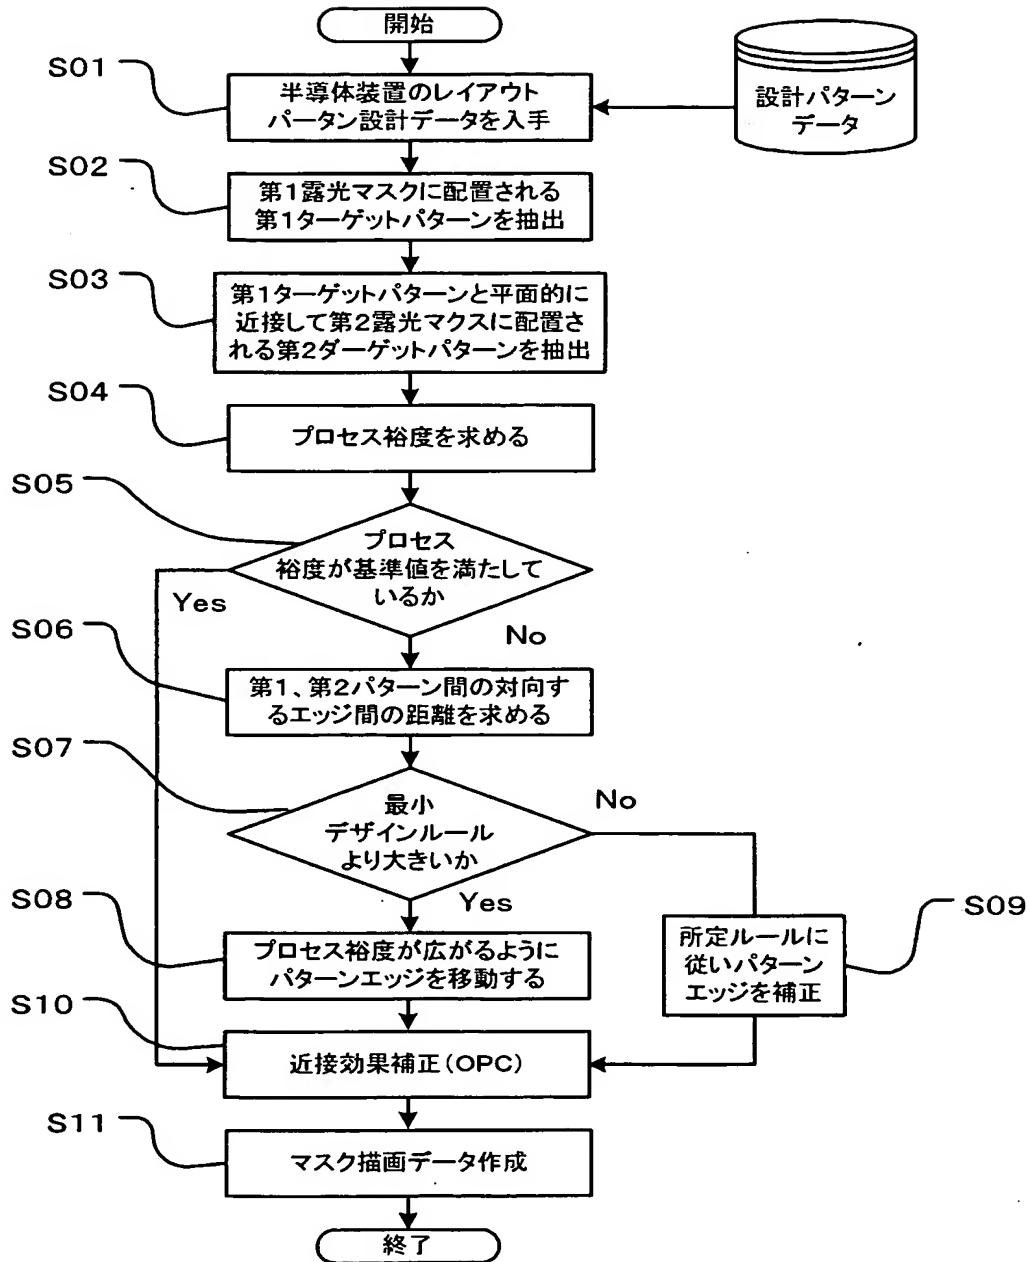 開始
S01
半導体装置のレイアウト
パータン設計データを入手
設計パターン
データ
S02
第1露光マスクに配置される
第1ターゲットパターンを抽出
S03
第1ターゲットパターンと平面的に
近接して第2露光マクスに配置さ
れる第2ダーゲットパターンを抽出
S04
プロセス裕度を求める
S05
プロセス
裕度が基準値を満たして
いるか
Yes
No
S06
第1、第2パターン間の対向す
るエッジ間の距離を求める
S07
最小
デザインルール
より大きいか
No
Yes
S08
プロセス裕度が広がるように
パターンエッジを移動する
S09
所定ルールに
従いパターン
エッジを補正
S10
近接効果補正(OPC)
S11
マスク描画データ作成
終了